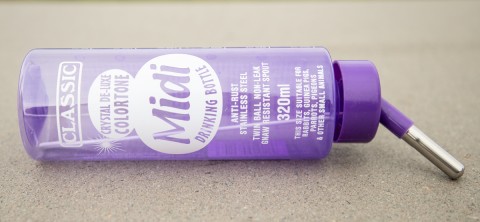 CLASSIC
CRYSTAL DE-LUXE
COLORTONE
Midi
DRINKING BOTTLE
ANTI-RUST
STAINLESS STEEL
TWIN BALL, NON-LEAK
GNAW RESISTANT SPOUT
320ml
THIS SIZE SUITABLE FOR
RABBITS, GUINEA PIGS,
PARROTS, PIGEONS
& OTHER SMALL ANIMALS